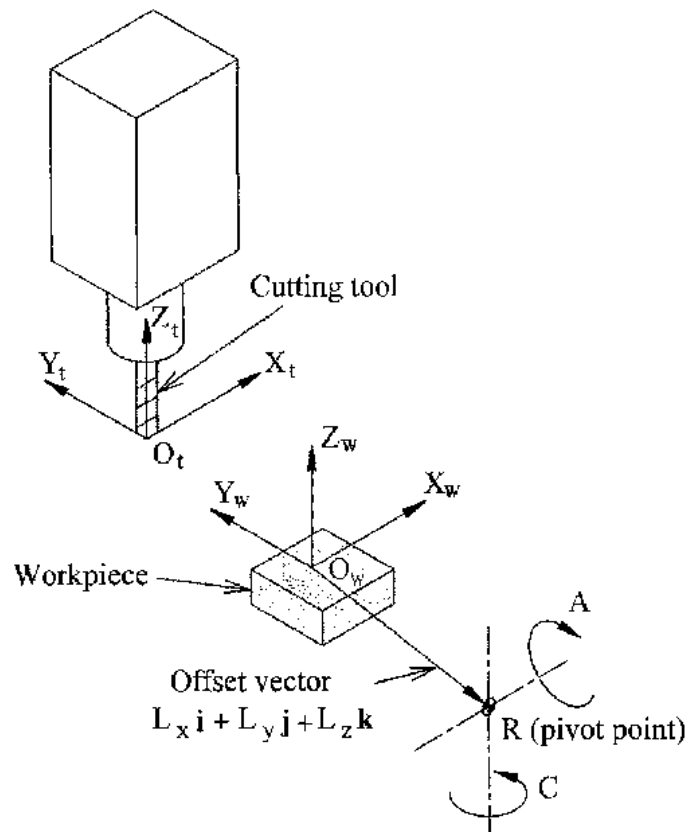 Cutting tool
Z_t
Y_t
X_t
O_t
Z_w
Y_w
X_w
O_w
Workpiece
A
Offset vector
L_x i + L_y j + L_z k
R (pivot point)
C